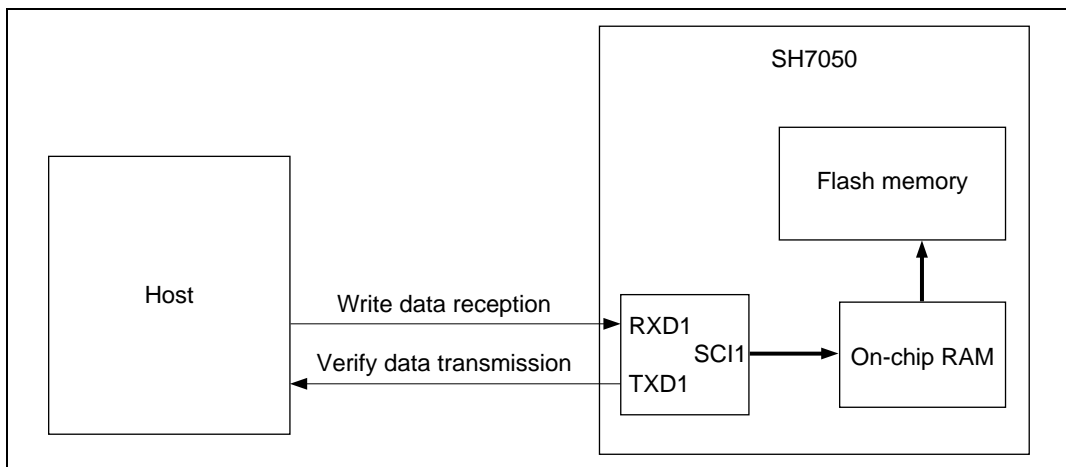 SH7050
Flash memory
Host
Write data reception
RXD1
SCI1
On-chip RAM
Verify data transmission
TXD1